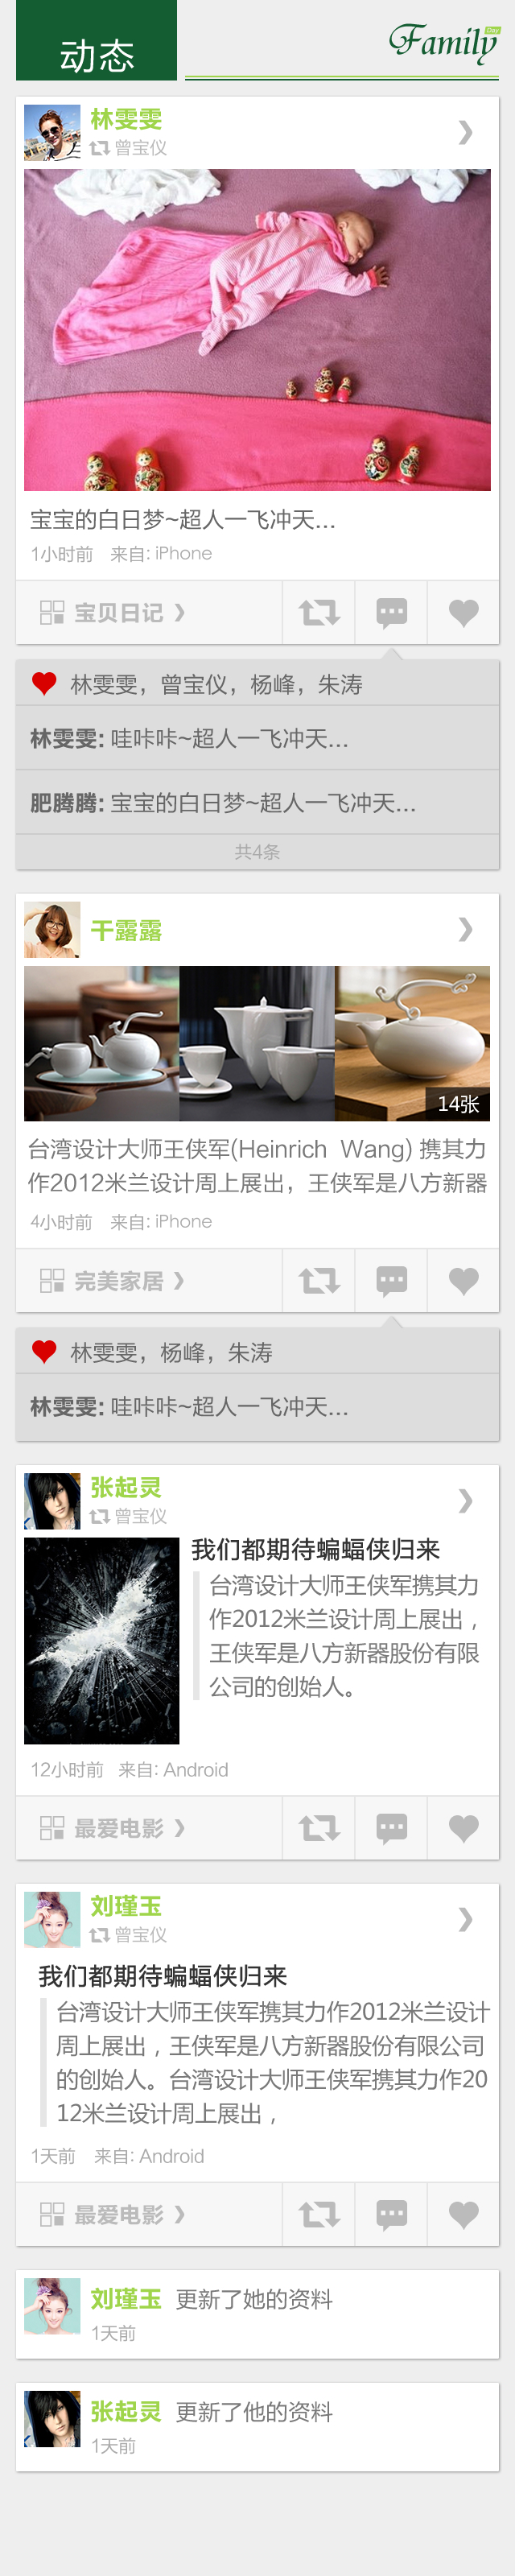 动态
Family
林雯雯
曾宝仪
宝宝的白日梦~超人一飞冲天...
1小时前 来自: iPhone
宝贝日记
林雯雯，曾宝仪，杨峰，朱涛
林雯雯: 哇咔咔~超人一飞冲天...
肥腾腾: 宝宝的白日梦~超人一飞冲天...
共4条
干露露
14张
台湾设计大师王侠军(Heinrich Wang) 携其力
作2012米兰设计周上展出，王侠军是八方新器
4小时前 来自: iPhone
完美家居
林雯雯，杨峰，朱涛
林雯雯: 哇咔咔~超人一飞冲天...
张起灵
曾宝仪
我们都期待蝙蝠侠归来
台湾设计大师王侠军携其力
作2012米兰设计周上展出，
王侠军是八方新器股份有限
公司的创始人。
12小时前 来自: Android
最爱电影
刘瑾玉
曾宝仪
我们都期待蝙蝠侠归来
台湾设计大师王侠军携其力作2012米兰设计
周上展出，王侠军是八方新器股份有限公司
的创始人。台湾设计大师王侠军携其力作20
12米兰设计周上展出，
1天前 来自: Android
最爱电影
刘瑾玉 更新了她的资料
1天前
张起灵 更新了他的资料
1天前